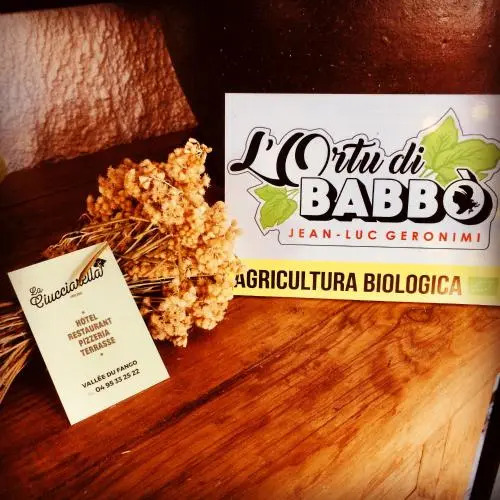 L'Ortu di
BABBÒ
JEAN-LUC GERONIMI
AGRICULTURA BIOLOGICA
La
Ciucciarella
HÔTEL
RESTAURANT
PIZZERIA
TERRASSE
VALLÉE DU FANGO
04 95 33 25 22